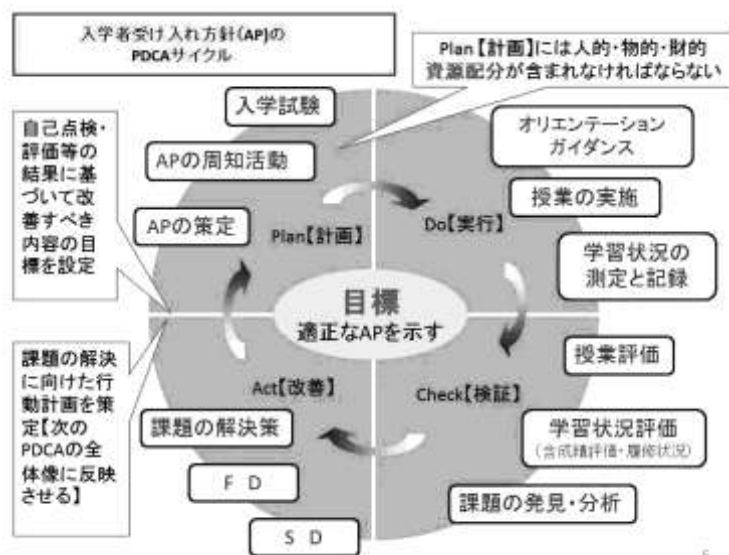 入学者受け入れ方針(AP)の
PDCAサイクル
Plan【計画】には人的・物的・財的
資源配分が含まれなければならない
入学試験
APの周知活動
APの策定
Plan【計画】
自己点検・
評価等の
結果に基
づいて改
善すべき
内容の目
標を設定
オリエンテーション
ガイダンス
授業の実施
Do【実行】
学習状況の
測定と記録
目標
適正なAPを示す
授業評価
Check【検証】
学習状況評価
(含成績評価・履修状況)
課題の発見・分析
Act【改善】
課題の解決策
F D
S D
課題の解決
に向けた行
動計画を策
定【次の
PDCAの全
体像に反映
させる】
5